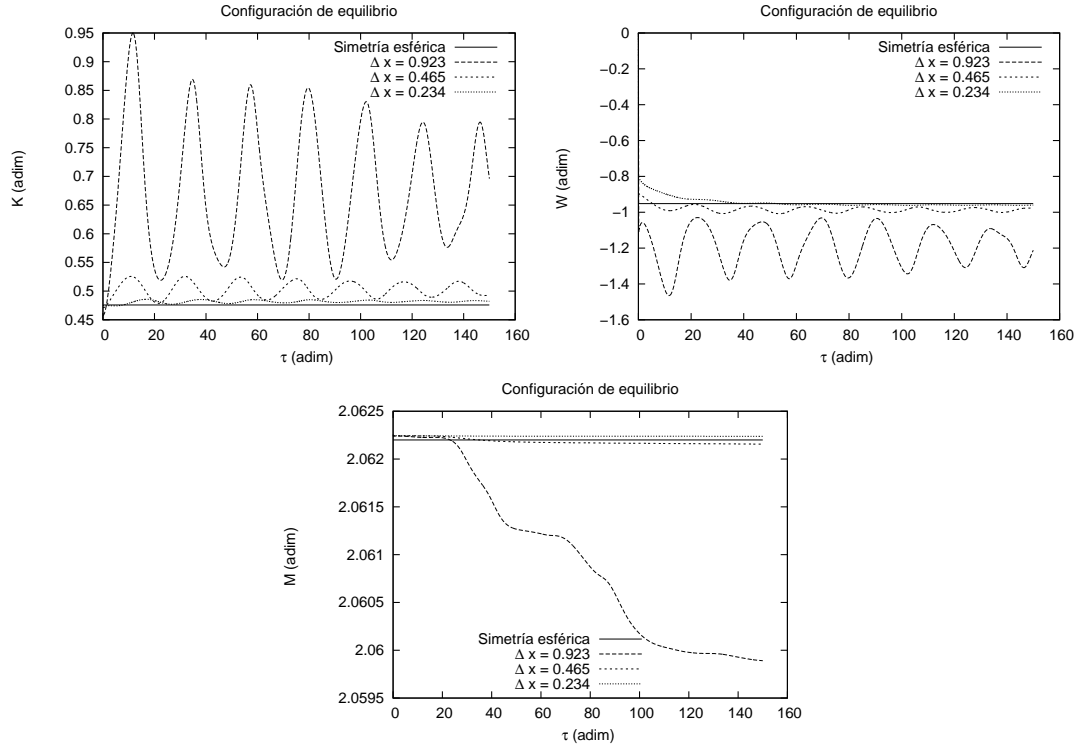 Configuración de equilibrio
Simetría esférica
Δ x = 0.923
Δ x = 0.465
Δ x = 0.234
K (adim)
0.95
0.9
0.85
0.8
0.75
0.7
0.65
0.6
0.55
0.5
0.45
0 20 40 60 80 100 120 140 160
τ (adim)
Configuración de equilibrio
Simetría esférica
Δ x = 0.923
Δ x = 0.465
Δ x = 0.234
W (adim)
0
−0.2
−0.4
−0.6
−0.8
−1
−1.2
−1.4
−1.6
0 20 40 60 80 100 120 140 160
τ (adim)
Configuración de equilibrio
M (adim)
2.0625
2.062
2.0615
2.061
2.0605
2.06
2.0595
Simetría esférica
Δ x = 0.923
Δ x = 0.465
Δ x = 0.234
0 20 40 60 80 100 120 140 160
τ (adim)